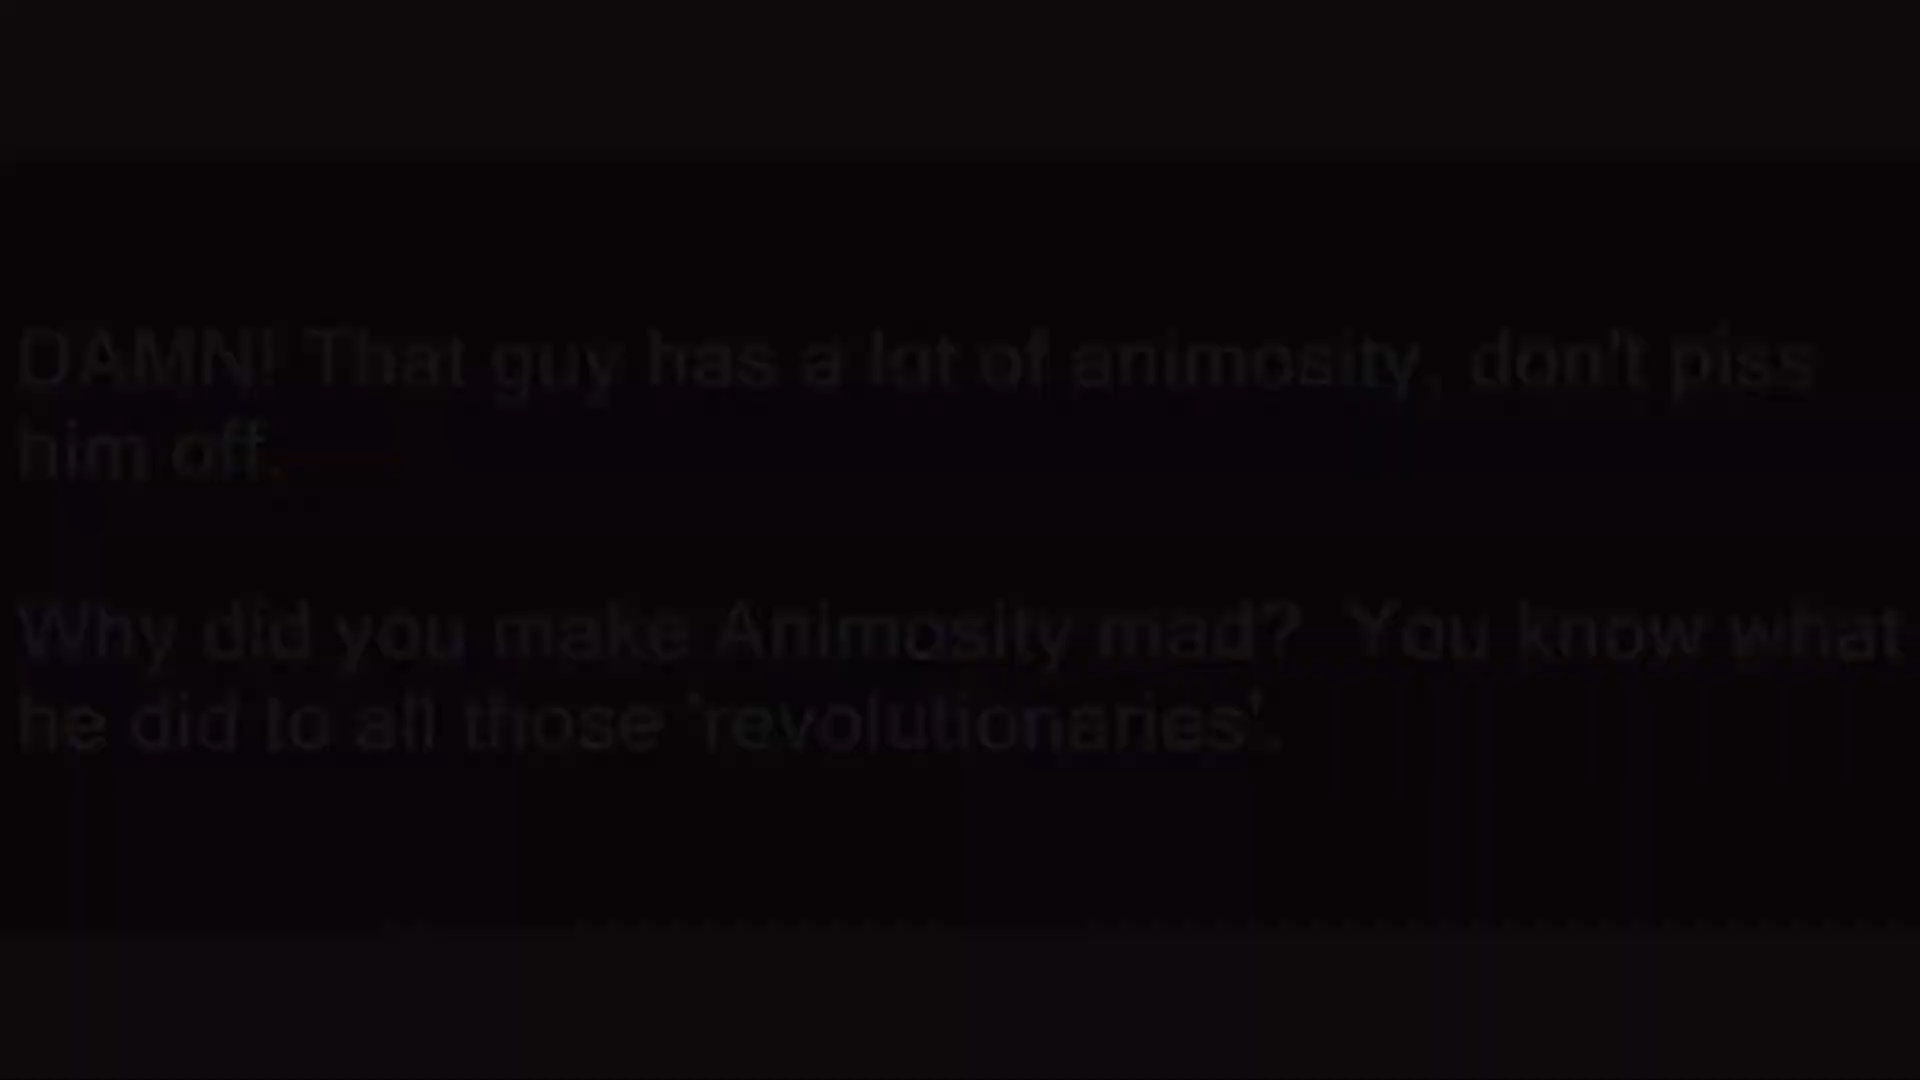 DAMN! That guy has a lot of animosity, don't piss
him off.
Why did you make Animosity mad?  You know what
he did to all those 'revolutionaries'.